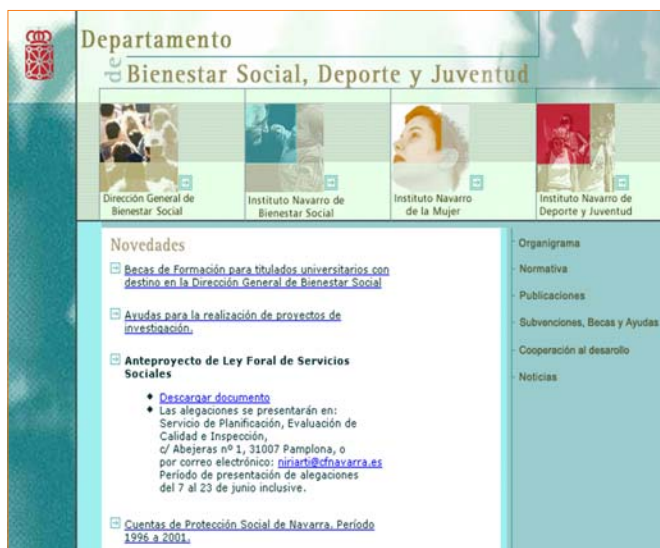 Departamento
de Bienestar Social, Deporte y Juventud
Dirección General de
Bienestar Social
Instituto Navarro de
Bienestar Social
Instituto Navarro
de la Mujer
Instituto Navarro de
Deporte y Juventud
Novedades
Becas de Formación para titulados universitarios con
destino en la Dirección General de Bienestar Social
Ayudas para la realización de proyectos de
investigación.
Anteproyecto de Ley Foral de Servicios
Sociales
Descargar documento
Las alegaciones se presentarán en:
Servicio de Planificación, Evaluación de
Calidad e Inspección,
c/ Abejeras nº 1, 31007 Pamplona, o
por correo electrónico: niriarti@cfnavarra.es
Período de presentación de alegaciones
del 7 al 23 de junio inclusive.
Cuentas de Protección Social de Navarra. Período
1996 a 2001.
Organigrama
Normativa
Publicaciones
Subvenciones, Becas y Ayudas
Cooperación al desarollo
Noticias